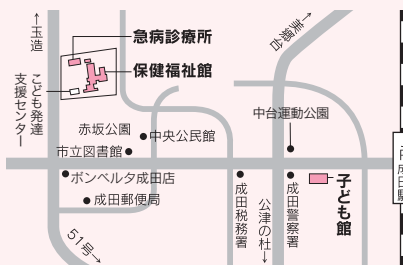 ←玉造
急病診療所
保健福祉館
こども発達
支援センター
↑美郷台
赤坂公園
中央公民館
中台運動公園
市立図書館
ボンベルタ成田店
成田郵便局
成田税務署
公津の杜↓
成田警察署
子ども館
51号→